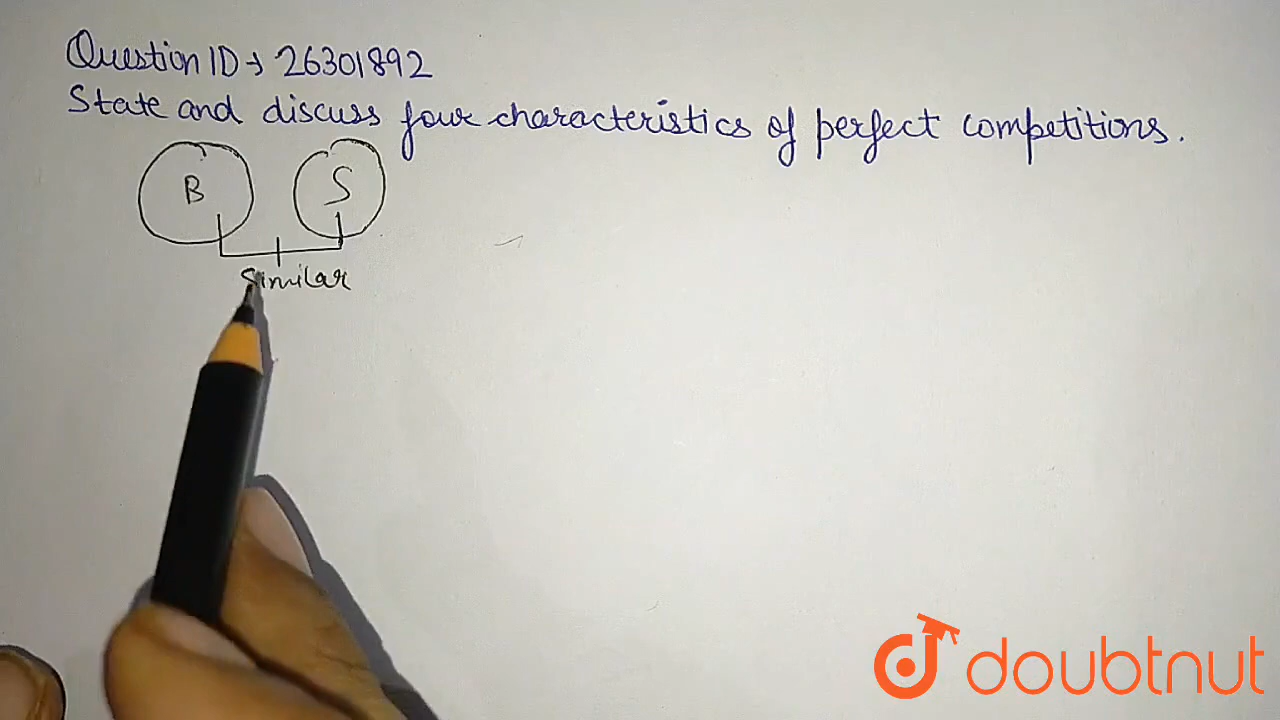 Question ID → 26301892
State and discuss four characteristics of perfect competitions.
B S
Similar
doubtnut